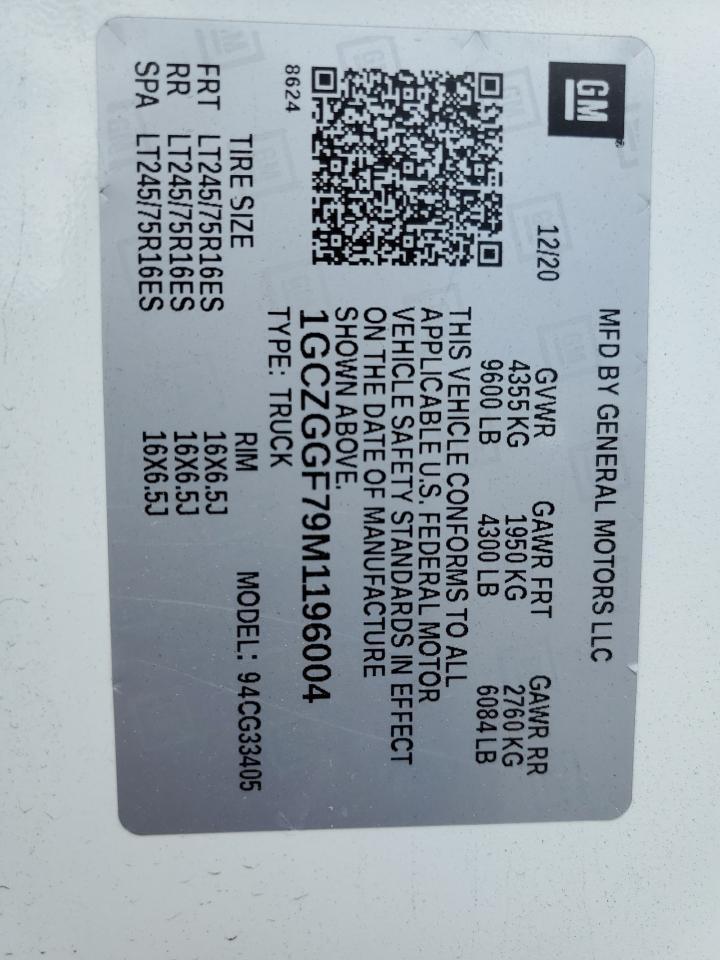 GM
MFD BY GENERAL MOTORS LLC
12/20
GVWR GAWR FRT GAWR RR
4355 KG 1950 KG 2760 KG
9600 LB 4300 LB 6084 LB
THIS VEHICLE CONFORMS TO ALL
APPLICABLE U.S. FEDERAL MOTOR
VEHICLE SAFETY STANDARDS IN EFFECT
ON THE DATE OF MANUFACTURE
SHOWN ABOVE.
1GCZGGF79M1196004
8624
TYPE: TRUCK
TIRE SIZE RIM MODEL: 94CG33405
FRT LT245/75R16ES 16X6.5J
RR LT245/75R16ES 16X6.5J
SPA LT245/75R16ES 16X6.5J